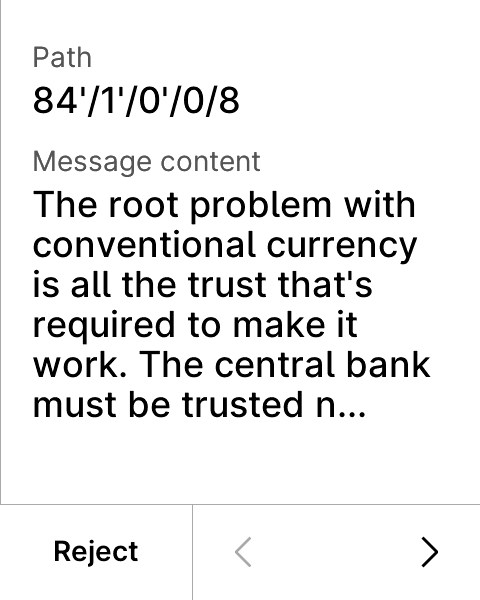 Path
84'/1'/0'/0/8
Message content
The root problem with
conventional currency
is all the trust that's
required to make it
work. The central bank
must be trusted n...
Reject